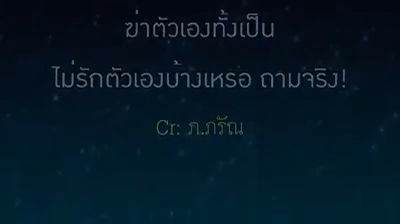 ฆ่าตัวเองทั้งเป็น
ไม่รักตัวเองบ้างเหรอ ถามจริง!
Cr: ภ.ภรัณ